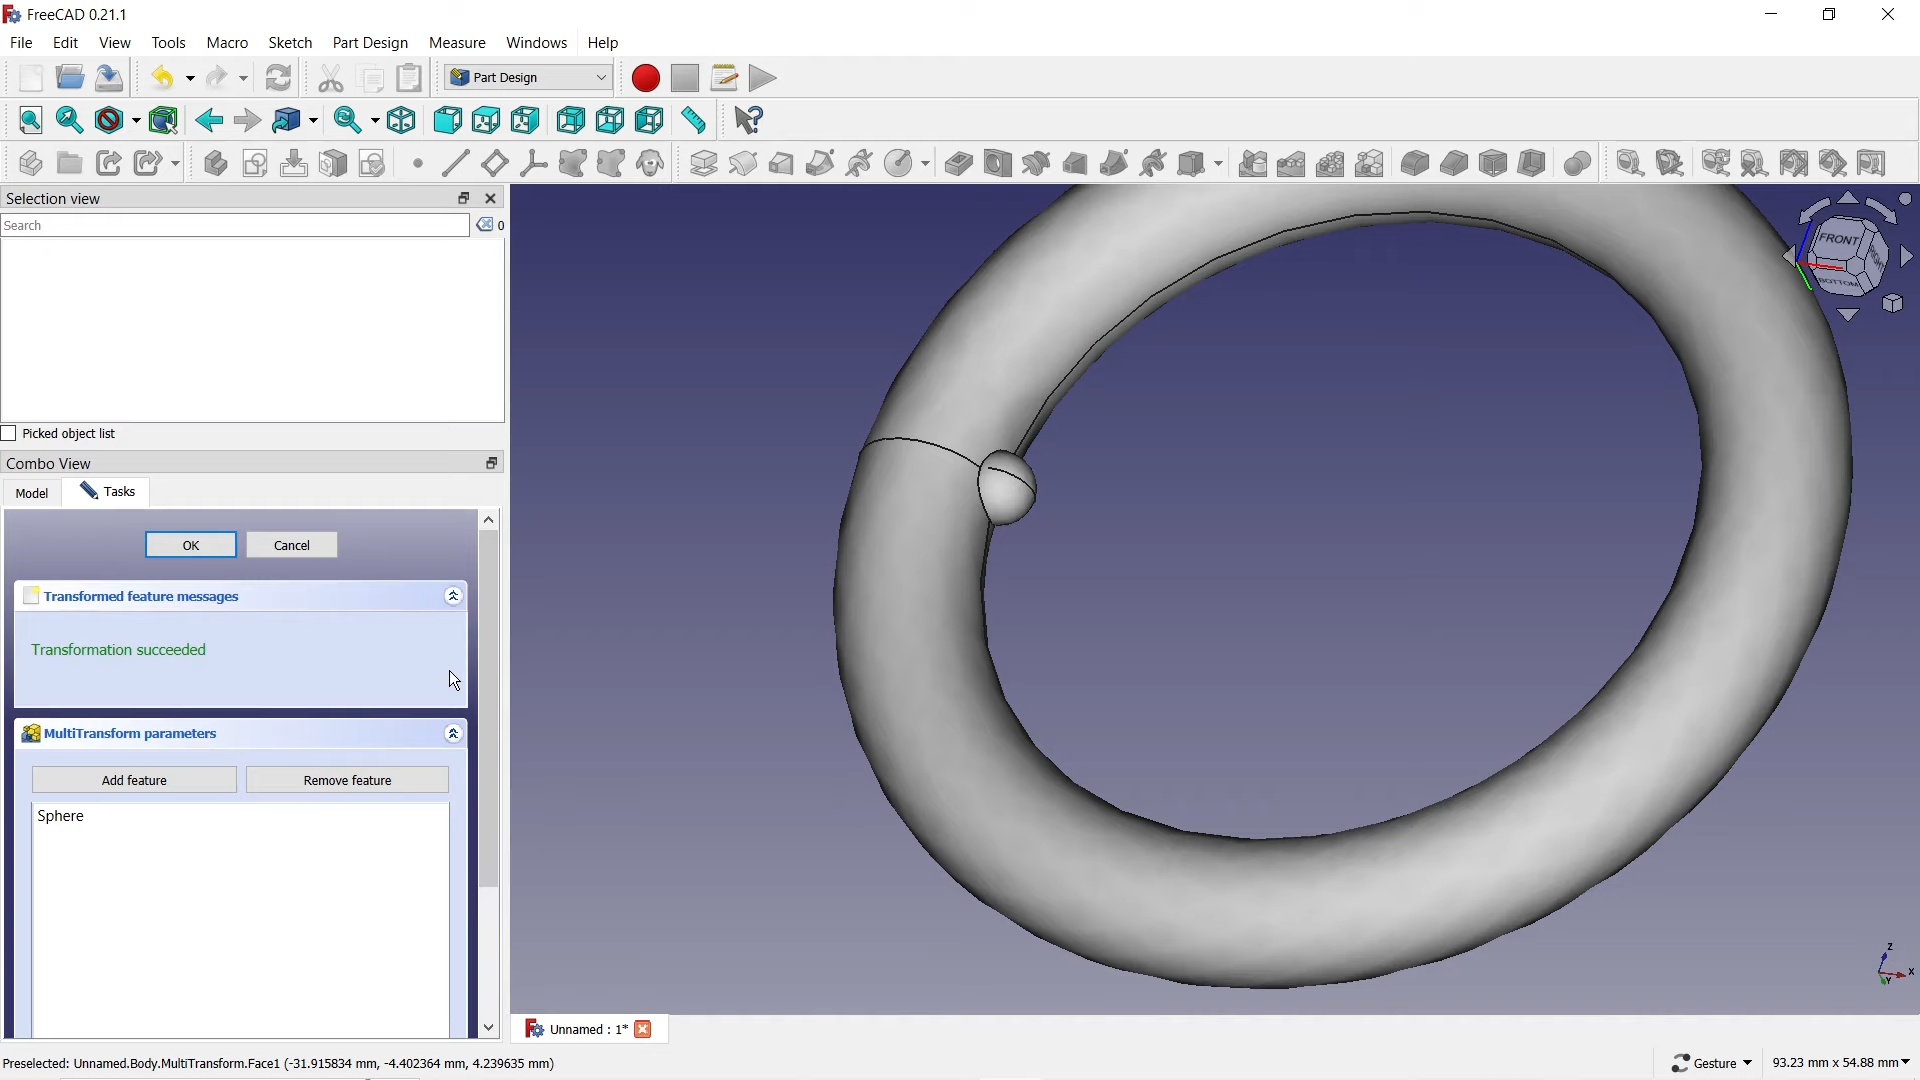 FreeCAD 0.21.1
File Edit View Tools Macro Sketch Part Design Measure Windows Help
Part Design
Selection view
Search
0
Picked object list
Combo View
Model Tasks
OK Cancel
Transformed feature messages
Transformation succeeded
MultiTransform parameters
Add feature Remove feature
Sphere
FRONT
RIGHT
BOTTOM
Z
X
Y
Unnamed : 1*
Preselected: Unnamed.Body.MultiTransform.Face1 (-31.915834 mm, -4.402364 mm, 4.239635 mm)
Gesture
93.23 mm x 54.88 mm